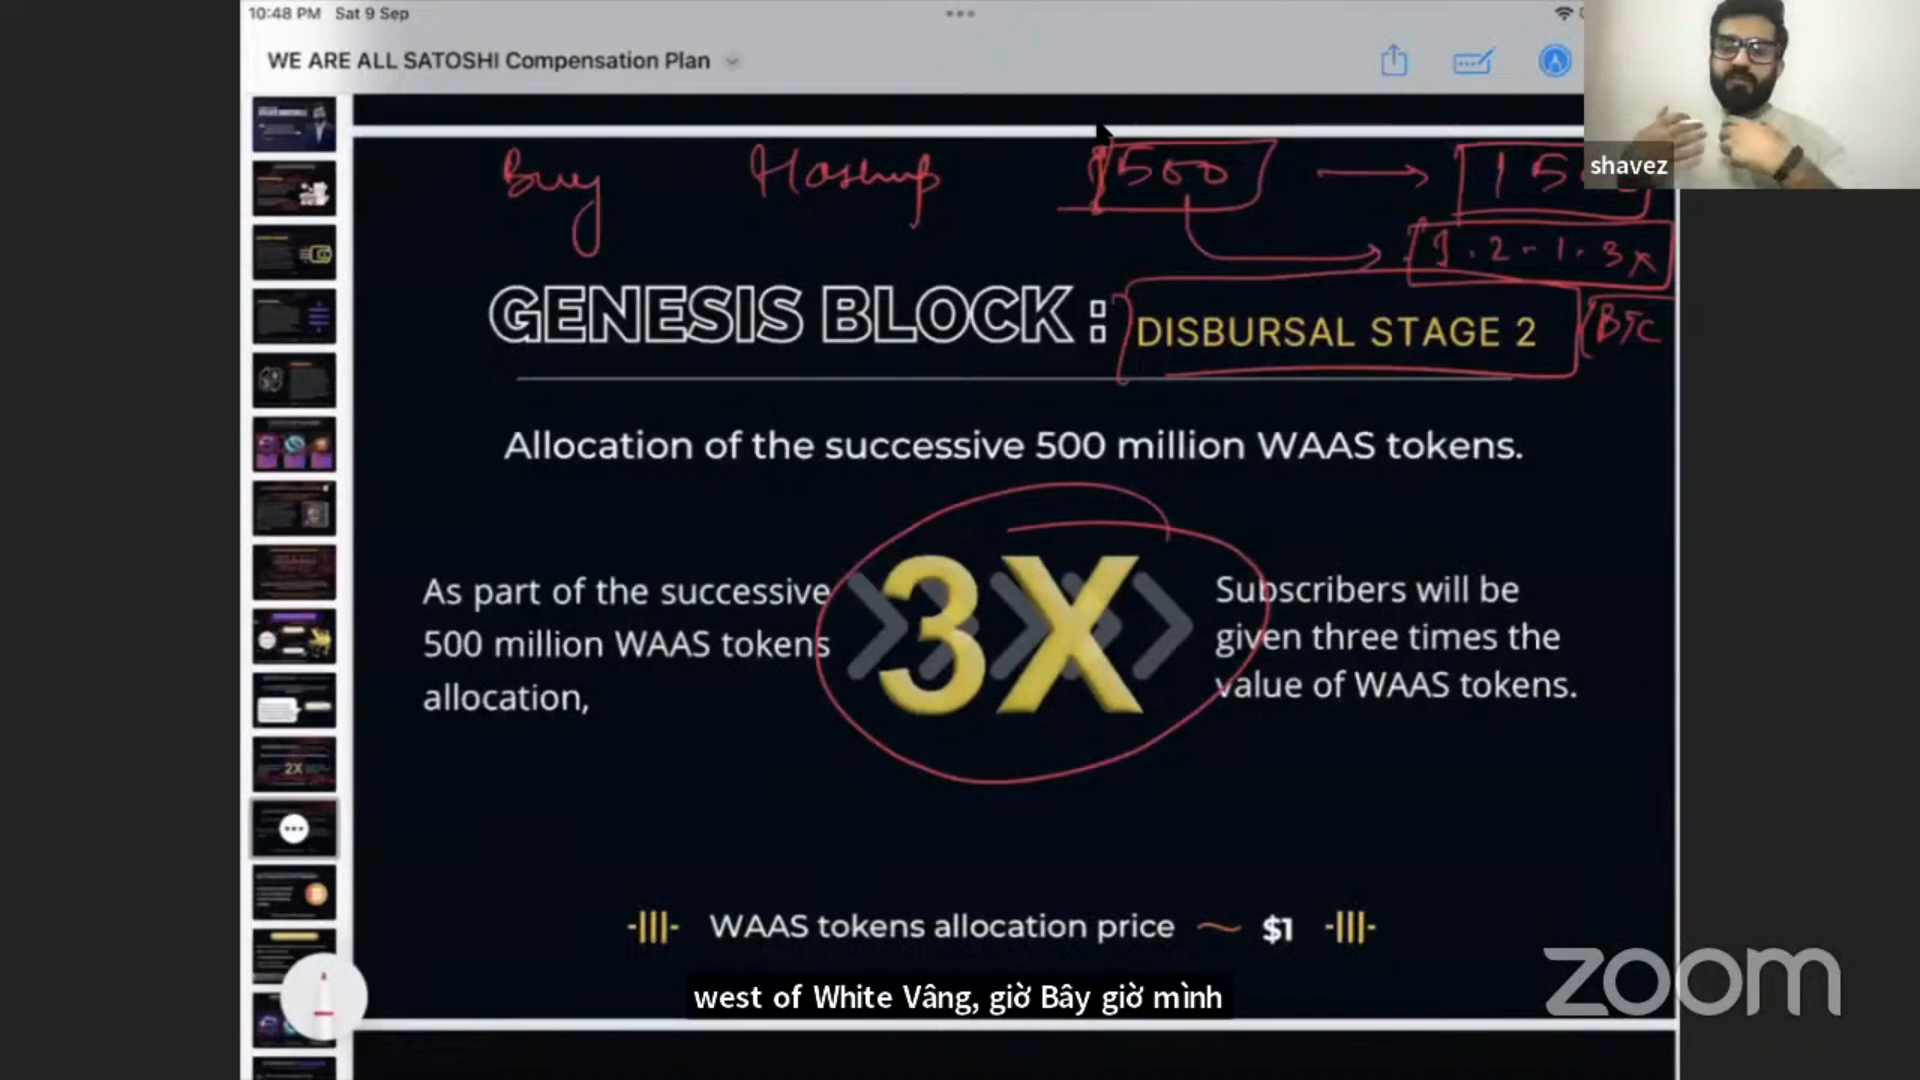 10:48 PM Sat 9 Sep
WE ARE ALL SATOSHI Compensation Plan
shavez
Buy 500
1.2-1.3x
GENESIS BLOCK : DISBURSAL STAGE 2
BTC
Allocation of the successive 500 million WAAS tokens.
As part of the successive
500 million WAAS tokens
allocation,
3X
Subscribers will be
given three times the
value of WAAS tokens.
2X
WAAS tokens allocation price ~ $1
west of White Vâng, giờ Bây giờ mình
zoom